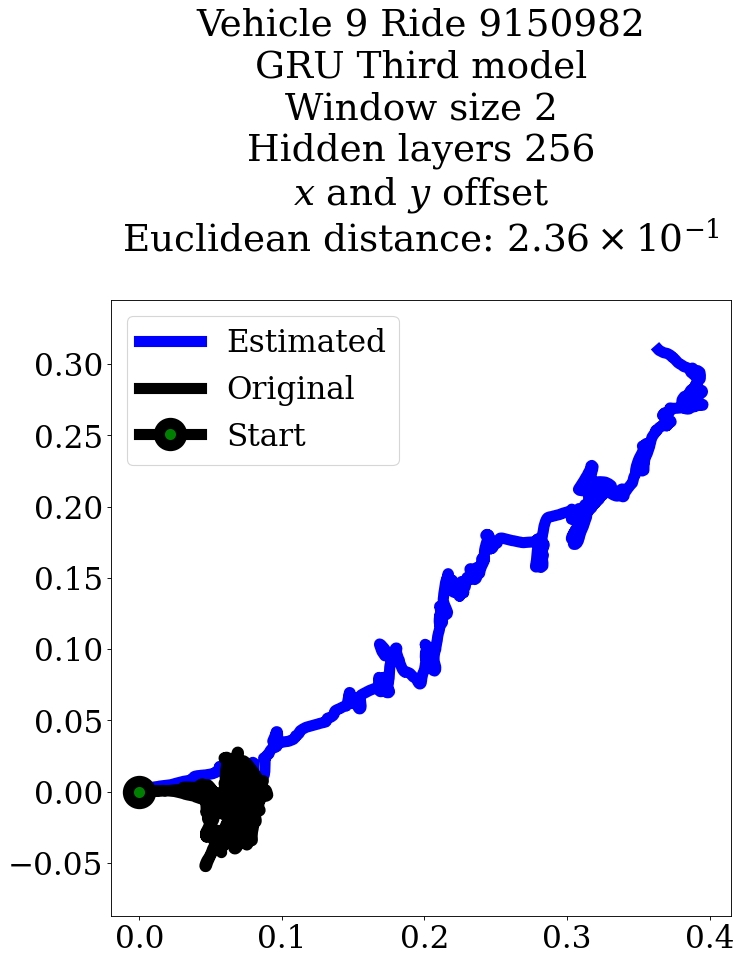 Vehicle 9 Ride 9150982
GRU Third model
Window size 2
Hidden layers 256
x and y offset
Euclidean distance: 2.36 × 10⁻¹
Estimated
Original
Start
0.30
0.25
0.20
0.15
0.10
0.05
0.00
−0.05
0.0 0.1 0.2 0.3 0.4